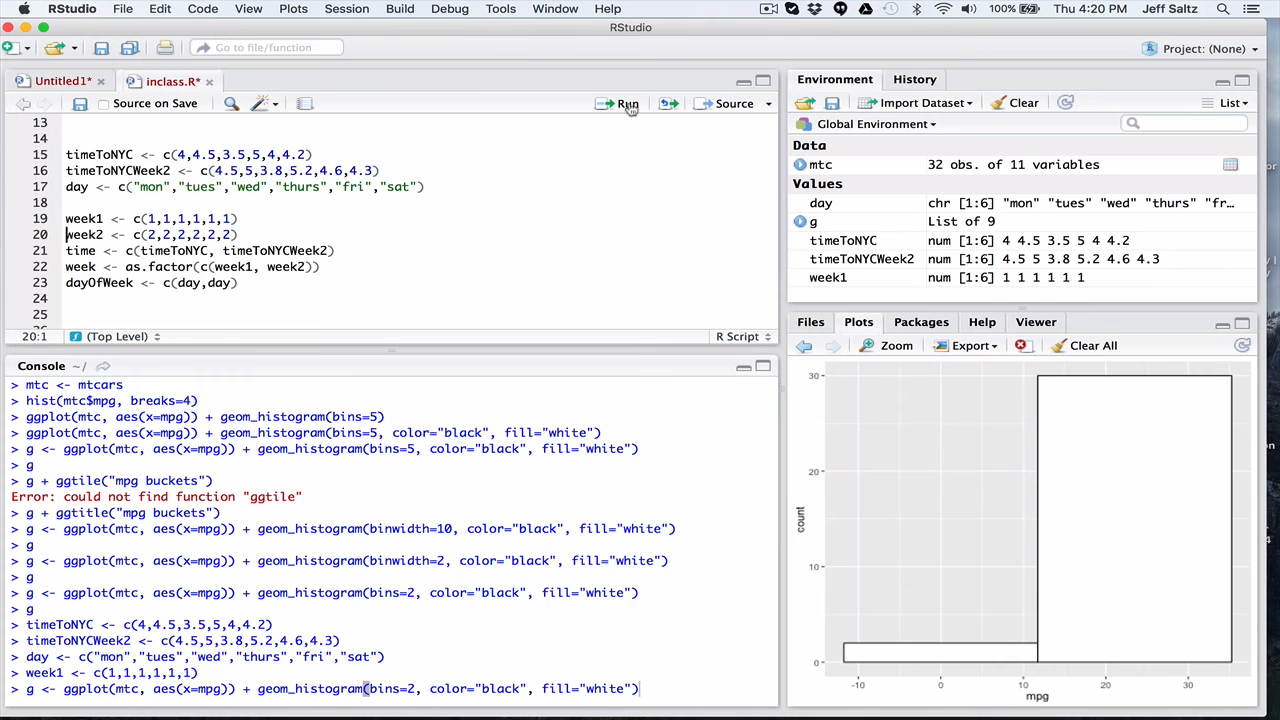 RStudio File Edit Code View Plots Session Build Debug Tools Window Help 100% Thu 4:20 PM Jeff Saltz
RStudio
Go to file/function Project: (None)
Untitled1* inclass.R*
Source on Save Run Source
13
14
15 timeToNYC <- c(4,4.5,3.5,5,4,4.2)
16 timeToNYCWeek2 <- c(4.5,5,3.8,5.2,4.6,4.3)
17 day <- c("mon","tues","wed","thurs","fri","sat")
18
19 week1 <- c(1,1,1,1,1,1)
20 week2 <- c(2,2,2,2,2,2)
21 time <- c(timeToNYC, timeToNYCWeek2)
22 week <- as.factor(c(week1, week2))
23 dayOfWeek <- c(day,day)
24
25
20:1 (Top Level) R Script
Console ~/
> mtc <- mtcars
> hist(mtc$mpg, breaks=4)
> ggplot(mtc, aes(x=mpg)) + geom_histogram(bins=5)
> ggplot(mtc, aes(x=mpg)) + geom_histogram(bins=5, color="black", fill="white")
> g <- ggplot(mtc, aes(x=mpg)) + geom_histogram(bins=5, color="black", fill="white")
> g
> g + ggtile("mpg buckets")
Error: could not find function "ggtile"
> g + ggtitle("mpg buckets")
> g <- ggplot(mtc, aes(x=mpg)) + geom_histogram(binwidth=10, color="black", fill="white")
> g
> g <- ggplot(mtc, aes(x=mpg)) + geom_histogram(binwidth=2, color="black", fill="white")
> g
> g <- ggplot(mtc, aes(x=mpg)) + geom_histogram(bins=2, color="black", fill="white")
> g
> timeToNYC <- c(4,4.5,3.5,5,4,4.2)
> timeToNYCWeek2 <- c(4.5,5,3.8,5.2,4.6,4.3)
> day <- c("mon","tues","wed","thurs","fri","sat")
> week1 <- c(1,1,1,1,1,1)
> g <- ggplot(mtc, aes(x=mpg)) + geom_histogram(bins=2, color="black", fill="white")
Environment History
Import Dataset Clear List
Global Environment
Data
mtc 32 obs. of 11 variables
Values
day chr [1:6] "mon" "tues" "wed" "thurs" "fr…
g List of 9
timeToNYC num [1:6] 4 4.5 3.5 5 4 4.2
timeToNYCWeek2 num [1:6] 4.5 5 3.8 5.2 4.6 4.3
week1 num [1:6] 1 1 1 1 1 1
Files Plots Packages Help Viewer
Zoom Export Clear All
30
20
10
0
count
-10 0 10 20 30
mpg